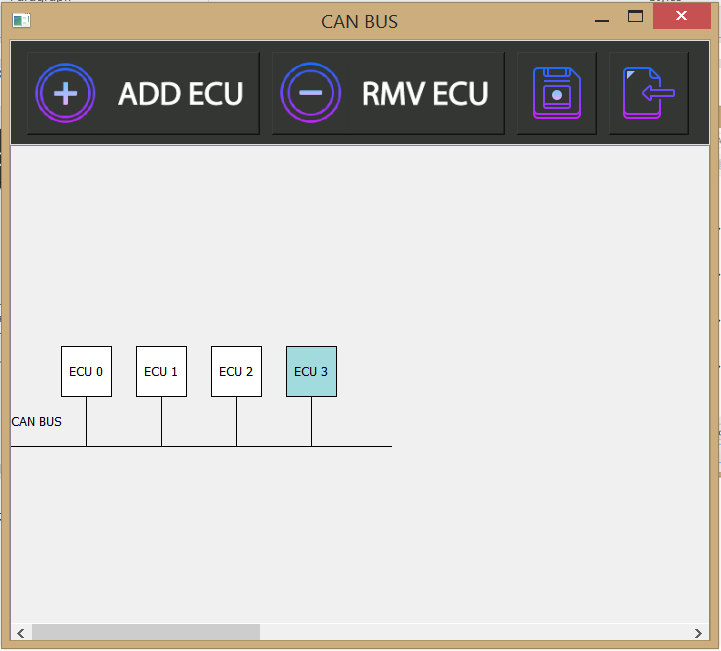 CAN BUS
ADD ECU
RMV ECU
ECU 0
ECU 1
ECU 2
ECU 3
CAN BUS